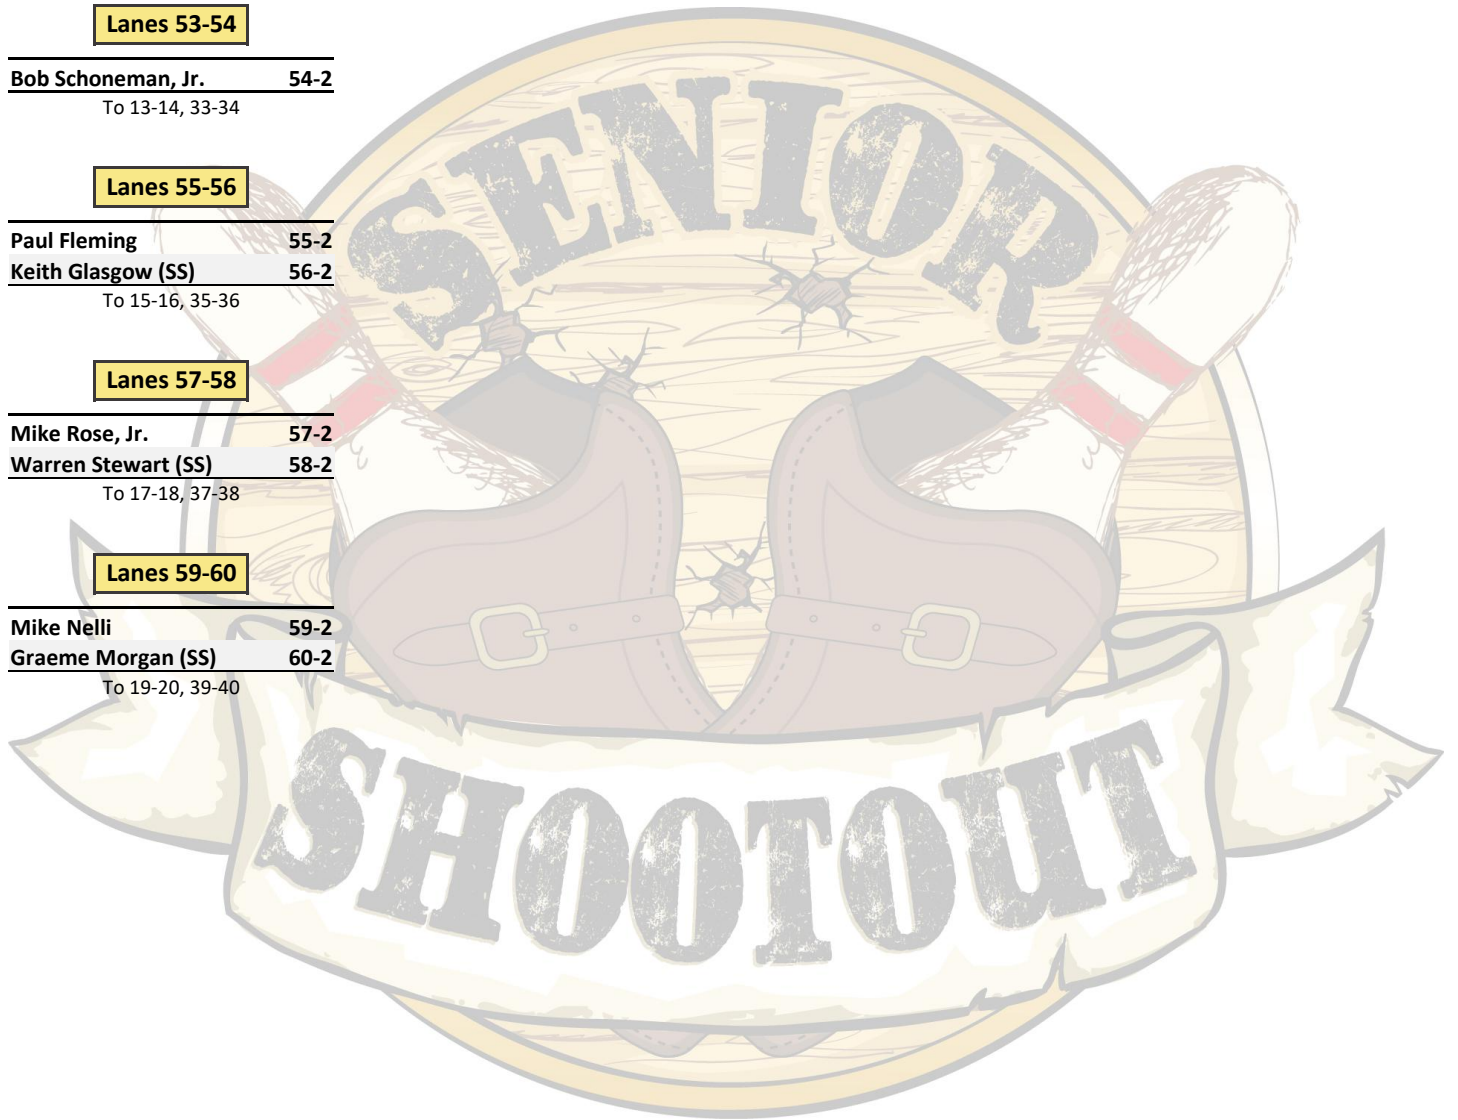 Lanes 53-54
Bob Schoneman, Jr. 54-2
To 13-14, 33-34
Lanes 55-56
Paul Fleming 55-2
Keith Glasgow (SS) 56-2
To 15-16, 35-36
Lanes 57-58
Mike Rose, Jr. 57-2
Warren Stewart (SS) 58-2
To 17-18, 37-38
Lanes 59-60
Mike Nelli 59-2
Graeme Morgan (SS) 60-2
To 19-20, 39-40
SENIOR
SHOOTOUT